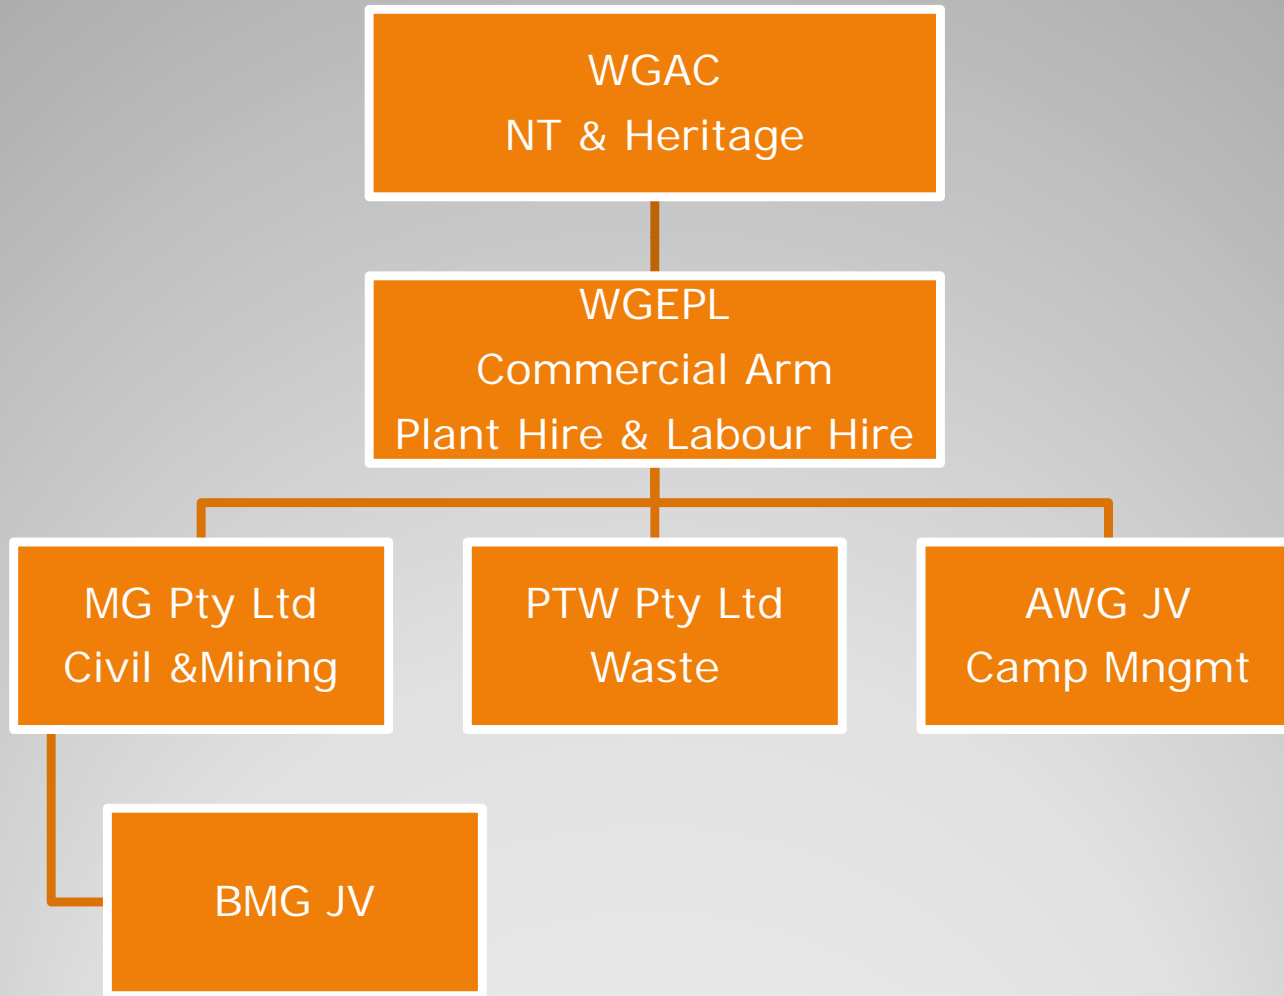 WGAC
NT & Heritage
WGEPL
Commercial Arm
Plant Hire & Labour Hire
MG Pty Ltd
Civil &Mining
PTW Pty Ltd
Waste
AWG JV
Camp Mngmt
BMG JV